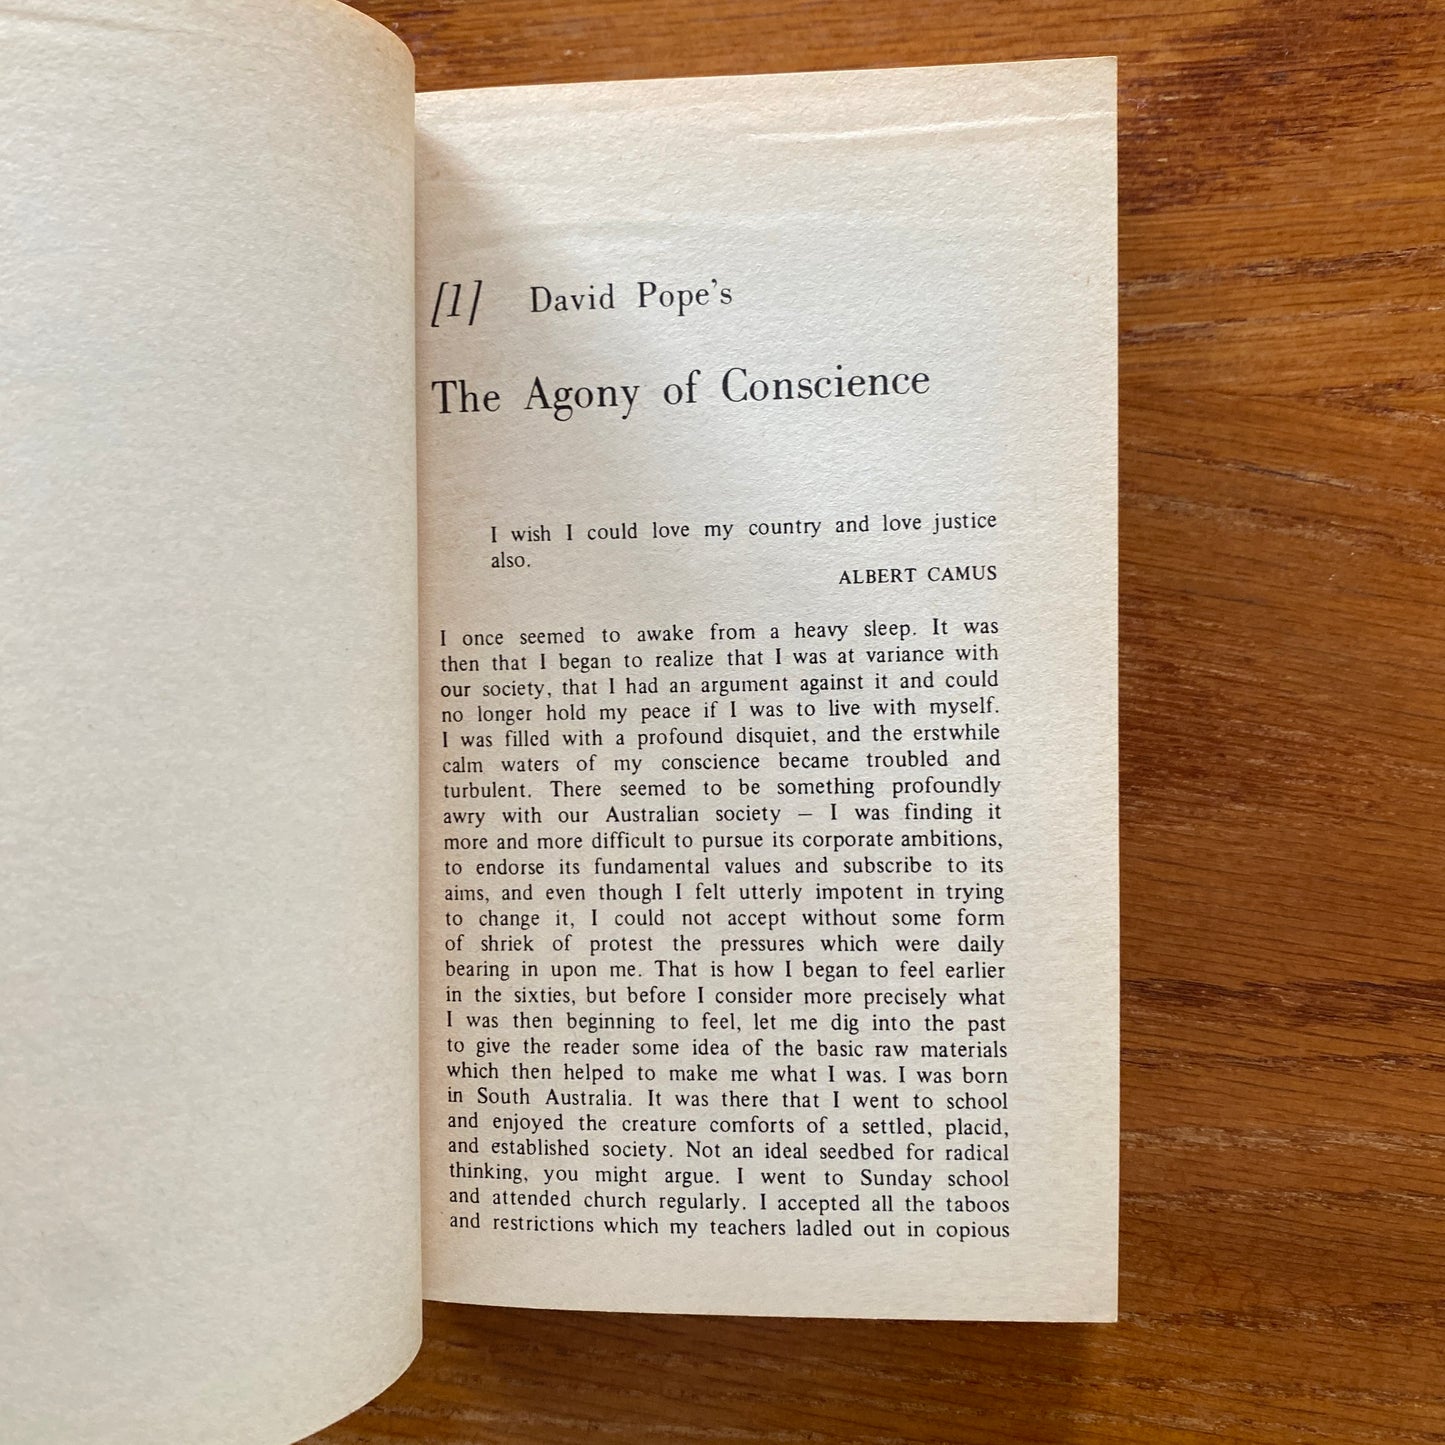 [1] David Pope's
The Agony of Conscience
I wish I could love my country and love justice
also.
ALBERT CAMUS
I once seemed to awake from a heavy sleep. It was
then that I began to realize that I was at variance with
our society, that I had an argument against it and could
no longer hold my peace if I was to live with myself.
I was filled with a profound disquiet, and the erstwhile
calm waters of my conscience became troubled and
turbulent. There seemed to be something profoundly
awry with our Australian society — I was finding it
more and more difficult to pursue its corporate ambitions,
to endorse its fundamental values and subscribe to its
aims, and even though I felt utterly impotent in trying
to change it, I could not accept without some form
of shriek of protest the pressures which were daily
bearing in upon me. That is how I began to feel earlier
in the sixties, but before I consider more precisely what
I was then beginning to feel, let me dig into the past
to give the reader some idea of the basic raw materials
which then helped to make me what I was. I was born
in South Australia. It was there that I went to school
and enjoyed the creature comforts of a settled, placid,
and established society. Not an ideal seedbed for radical
thinking, you might argue. I went to Sunday school
and attended church regularly. I accepted all the taboos
and restrictions which my teachers ladled out in copious